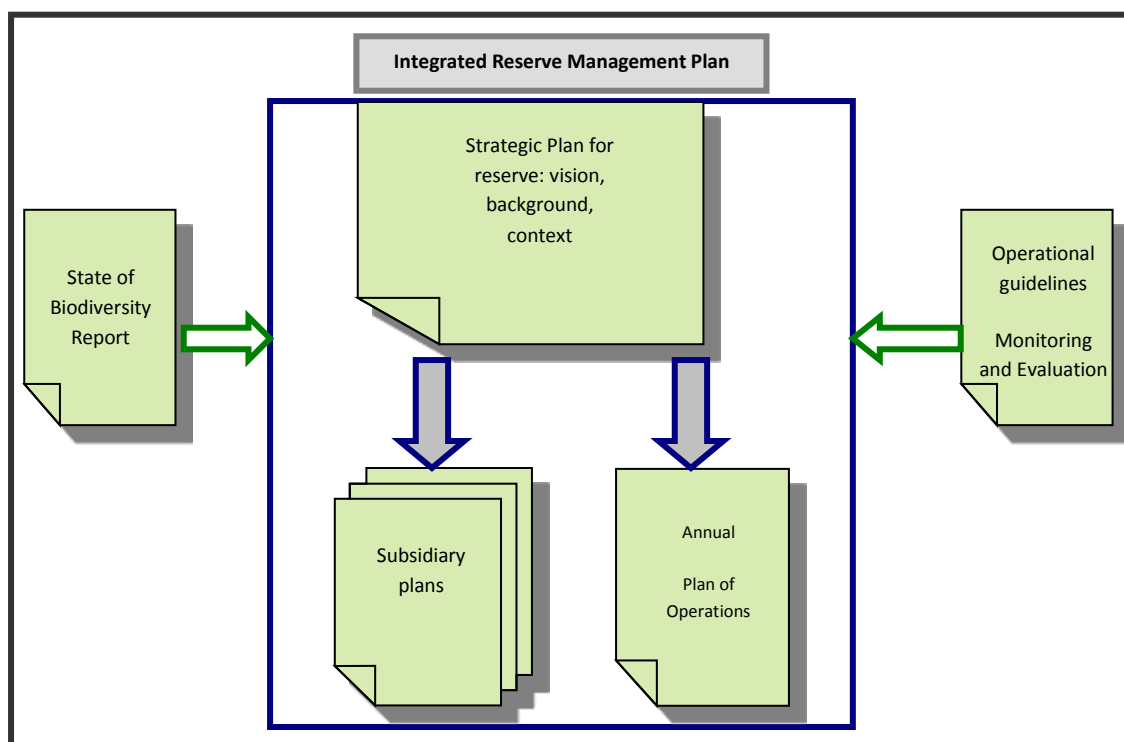 Integrated Reserve Management Plan
Strategic Plan for
reserve: vision,
background,
context
State of
Biodiversity
Report
Operational
guidelines
Monitoring
and Evaluation
Subsidiary
plans
Annual
Plan of
Operations